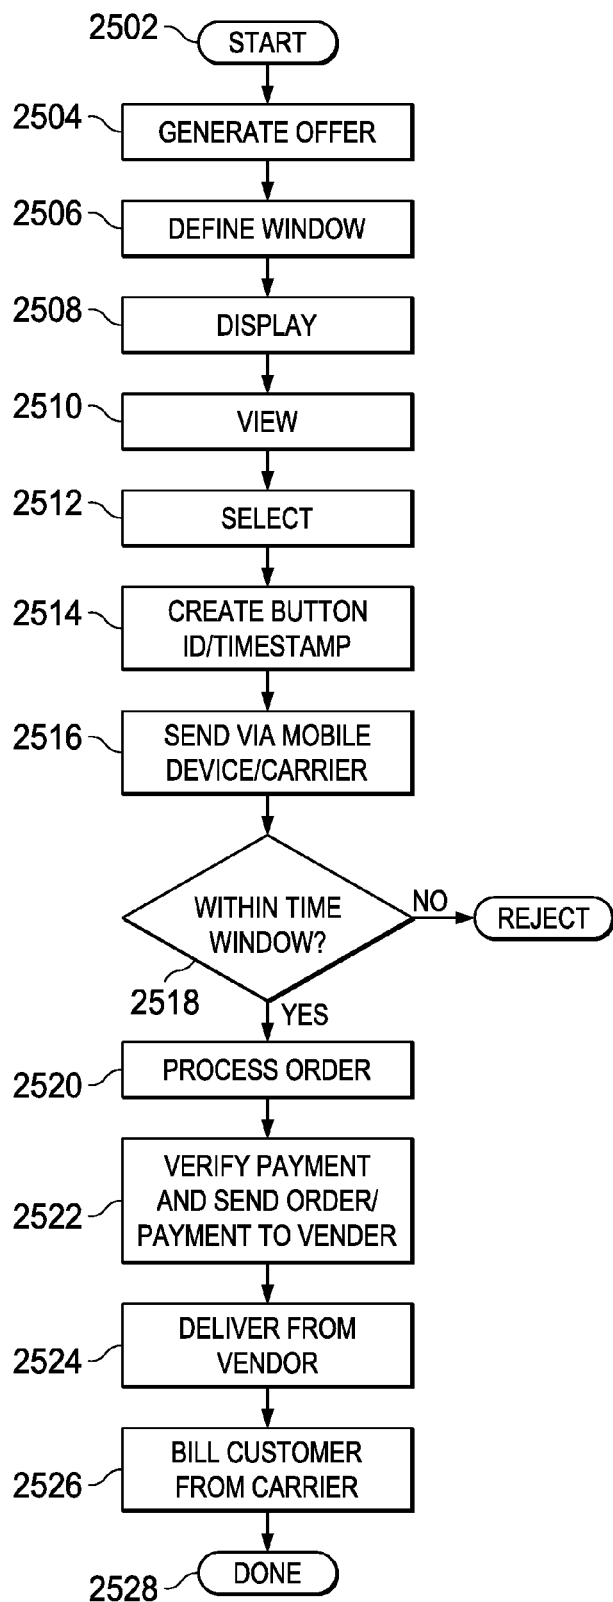 2502
START
2504
GENERATE OFFER
2506
DEFINE WINDOW
2508
DISPLAY
2510
VIEW
2512
SELECT
2514
CREATE BUTTON
ID/TIMESTAMP
2516
SEND VIA MOBILE
DEVICE/CARRIER
WITHIN TIME
WINDOW?
NO
REJECT
2518
YES
2520
PROCESS ORDER
2522
VERIFY PAYMENT
AND SEND ORDER/
PAYMENT TO VENDER
2524
DELIVER FROM
VENDOR
2526
BILL CUSTOMER
FROM CARRIER
2528
DONE